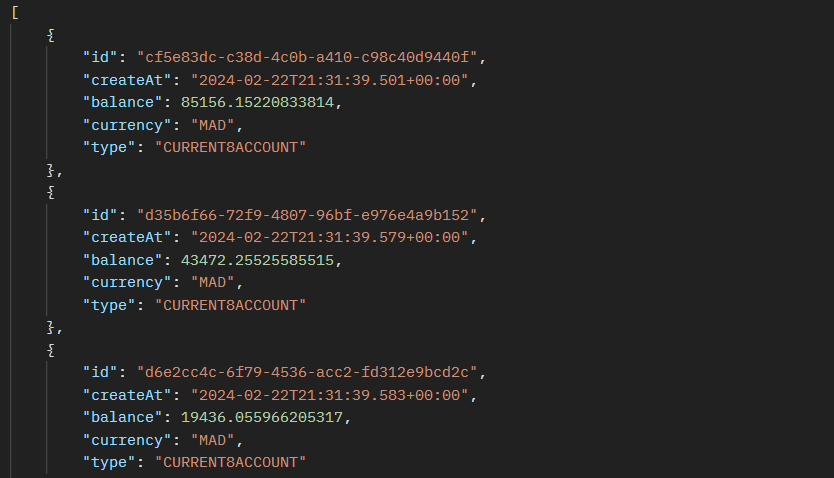 [
{
"id": "cf5e83dc-c38d-4c0b-a410-c98c40d9440f",
"createAt": "2024-02-22T21:31:39.501+00:00",
"balance": 85156.15220833814,
"currency": "MAD",
"type": "CURRENT8ACCOUNT"
},
{
"id": "d35b6f66-72f9-4807-96bf-e976e4a9b152",
"createAt": "2024-02-22T21:31:39.579+00:00",
"balance": 43472.25525585515,
"currency": "MAD",
"type": "CURRENT8ACCOUNT"
},
{
"id": "d6e2cc4c-6f79-4536-acc2-fd312e9bcd2c",
"createAt": "2024-02-22T21:31:39.583+00:00",
"balance": 19436.055966205317,
"currency": "MAD",
"type": "CURRENT8ACCOUNT"